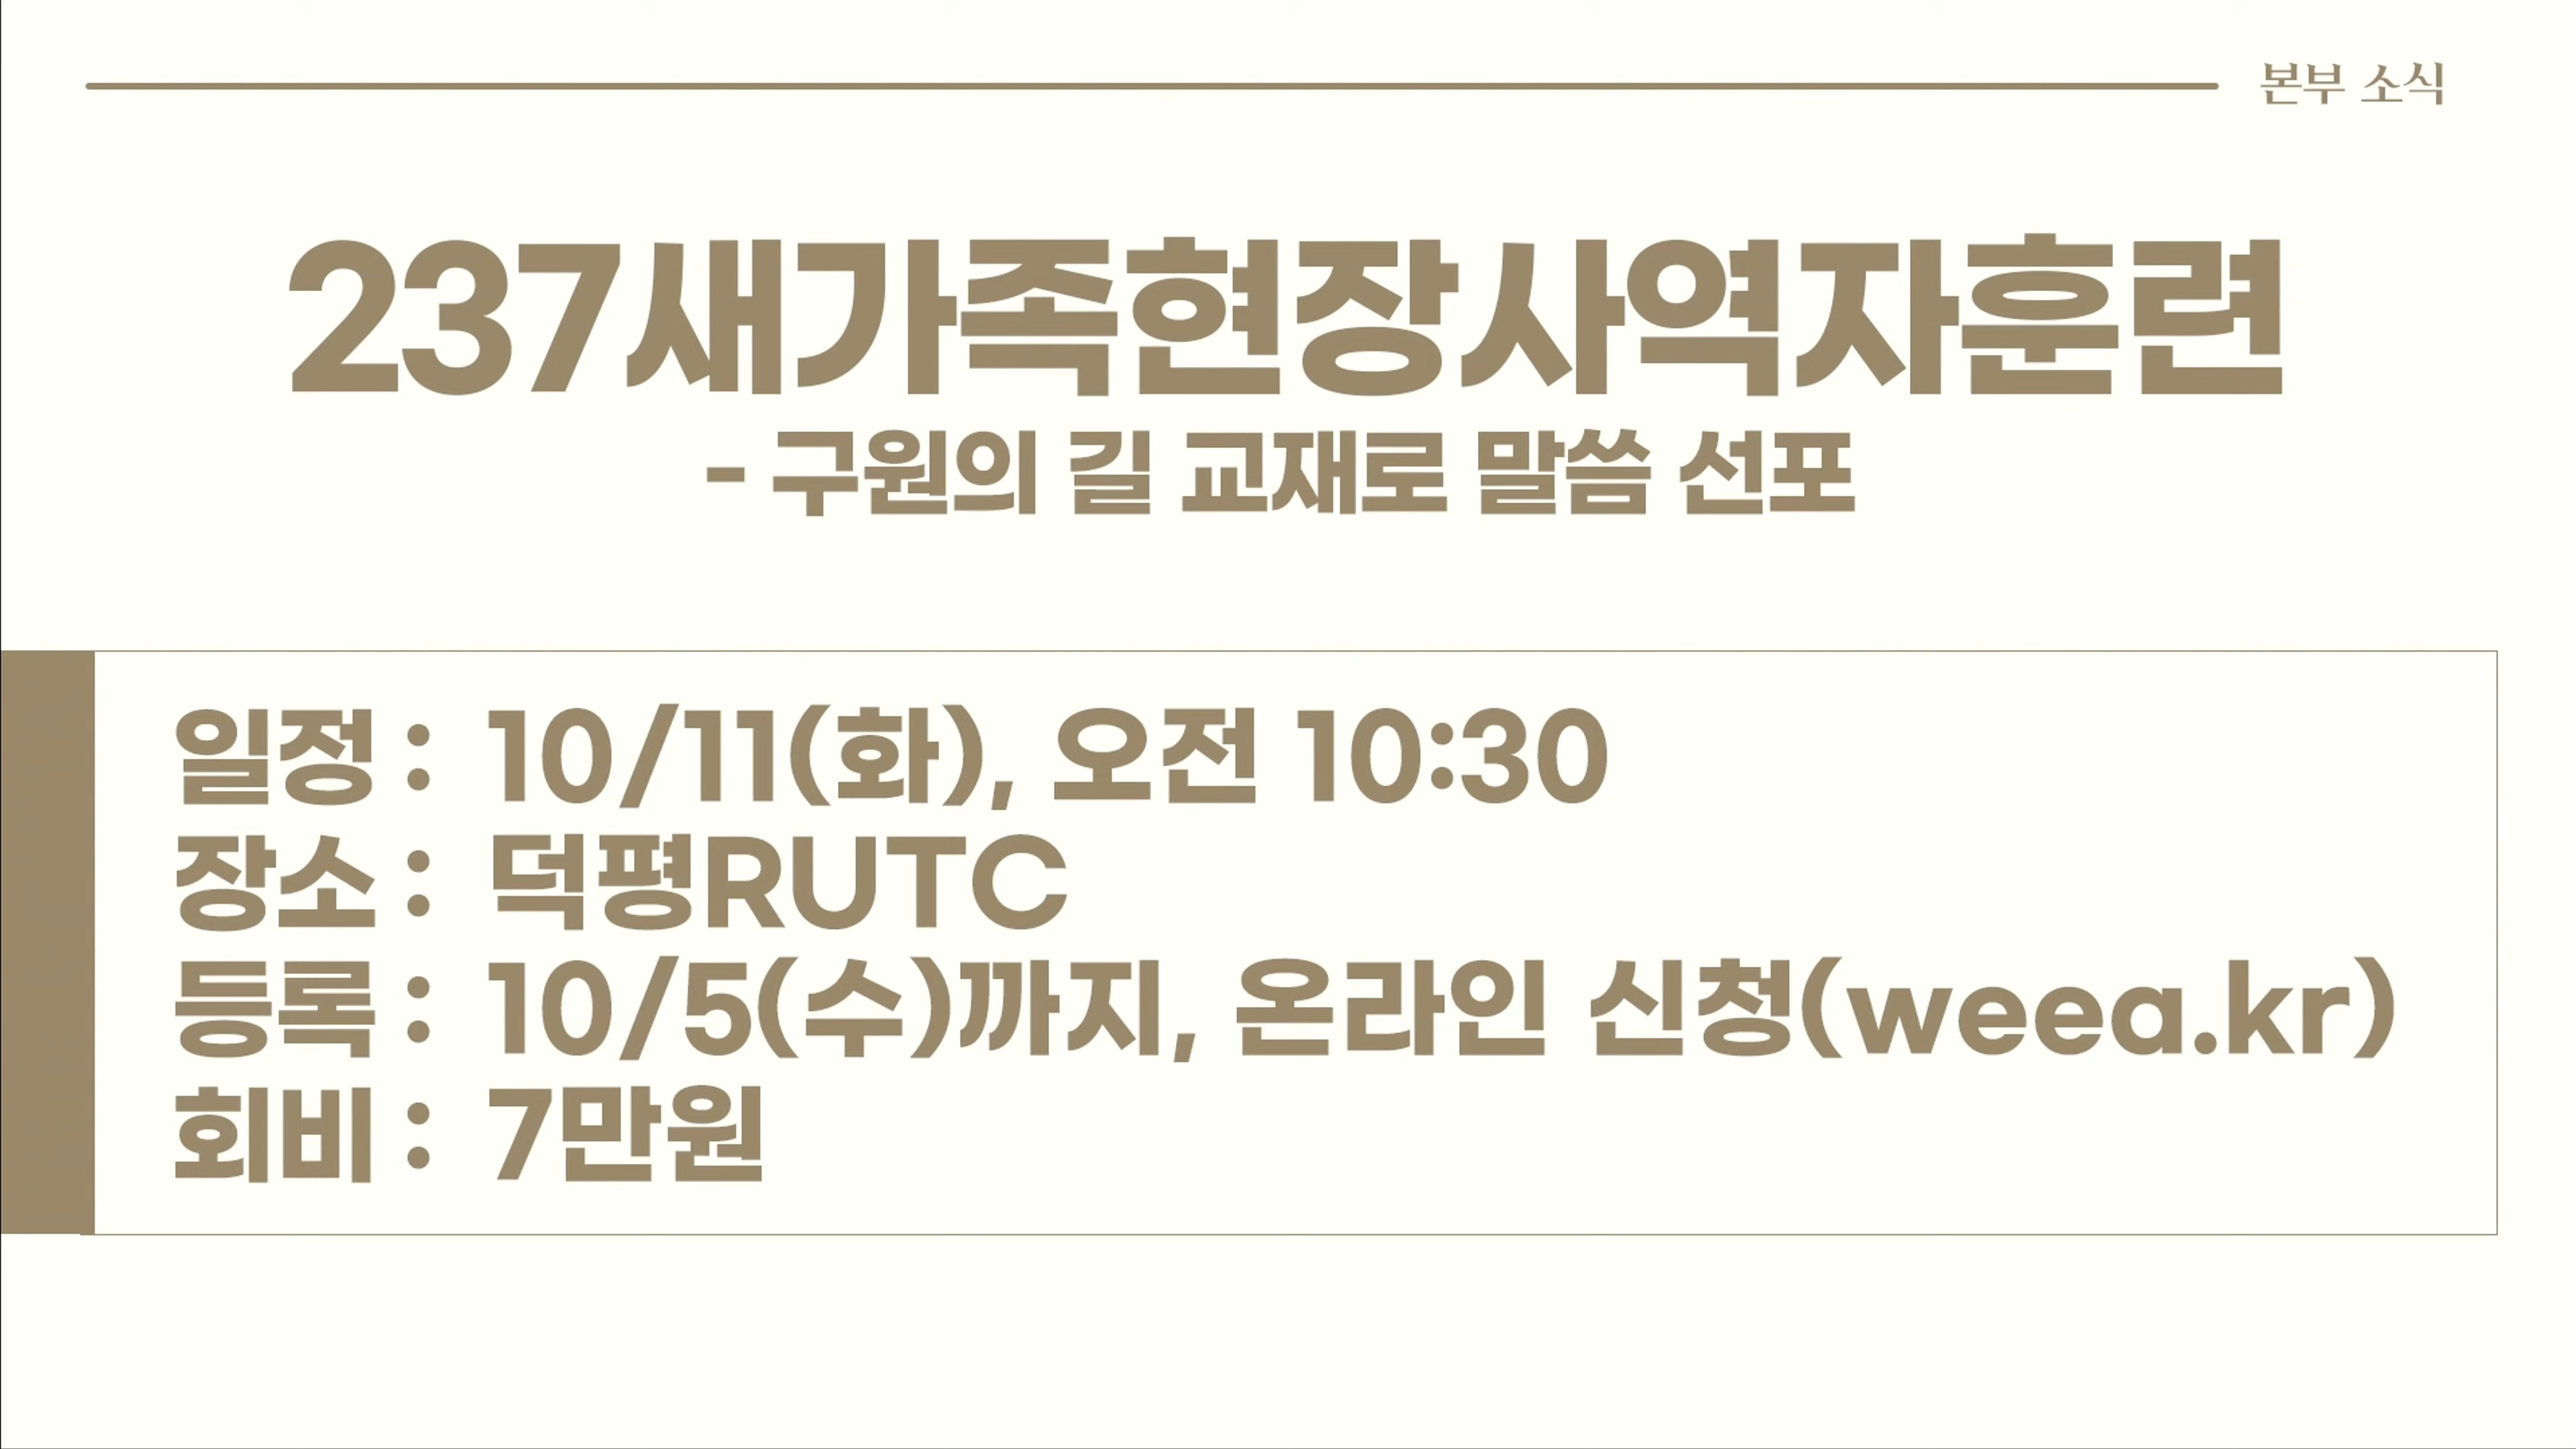 본부 소식
237새가족현장사역자훈련
- 구원의 길 교재로 말씀 선포
일정 : 10/11(화), 오전 10:30
장소 : 덕평RUTC
등록 : 10/5(수)까지, 온라인 신청(weea.kr)
회비 : 7만원